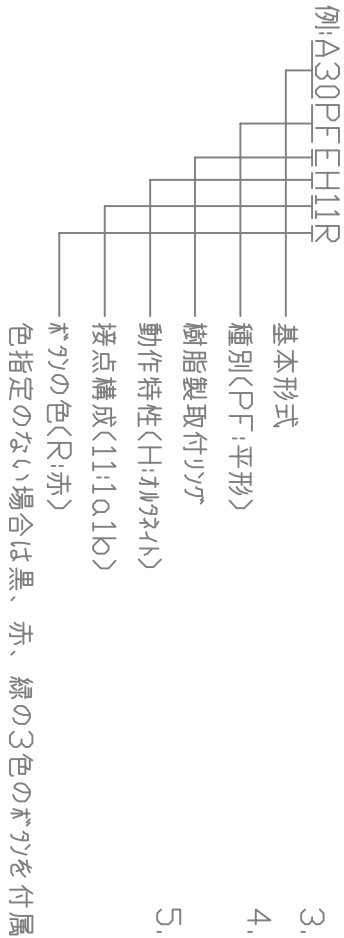 例:A30PFEH11R
基本形式
種別(PF:平形)
樹脂製取付リング
動作特性(H:オルタネイト)
接点構成(11:1a1b)
ボタンの色(R:赤)
色指定のない場合は黒、赤、緑の3色のボタンを付属
3.
4.
5.